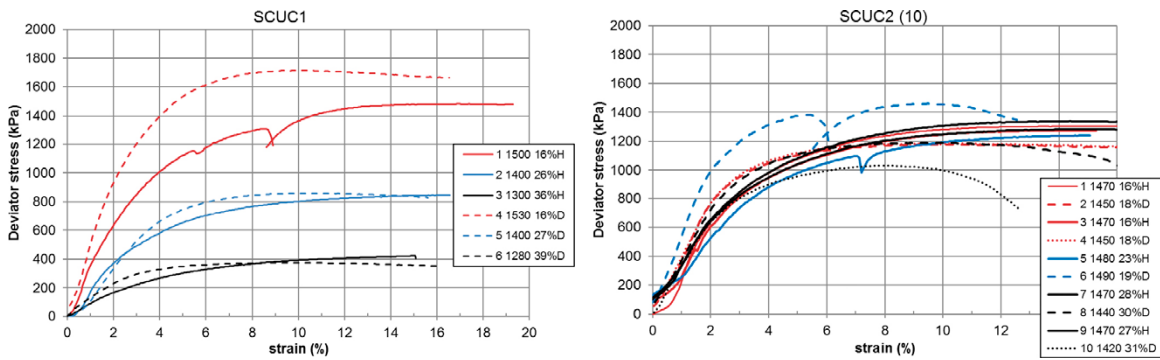 SCUC1
Deviator stress (kPa)
2000
1800
1600
1400
1200
1000
800
600
400
200
0
0 2 4 6 8 10 12 14 16 18 20
strain (%)
1 1500 16%H
2 1400 26%H
3 1300 36%H
4 1530 16%D
5 1400 27%D
6 1280 39%D
SCUC2 (10)
Deviator stress (kPa)
2000
1800
1600
1400
1200
1000
800
600
400
200
0
0 2 4 6 8 10 12
strain (%)
1 1470 16%H
2 1450 18%D
3 1470 16%H
4 1450 18%D
5 1480 23%H
6 1490 19%D
7 1470 28%H
8 1440 30%D
9 1470 27%H
10 1420 31%D